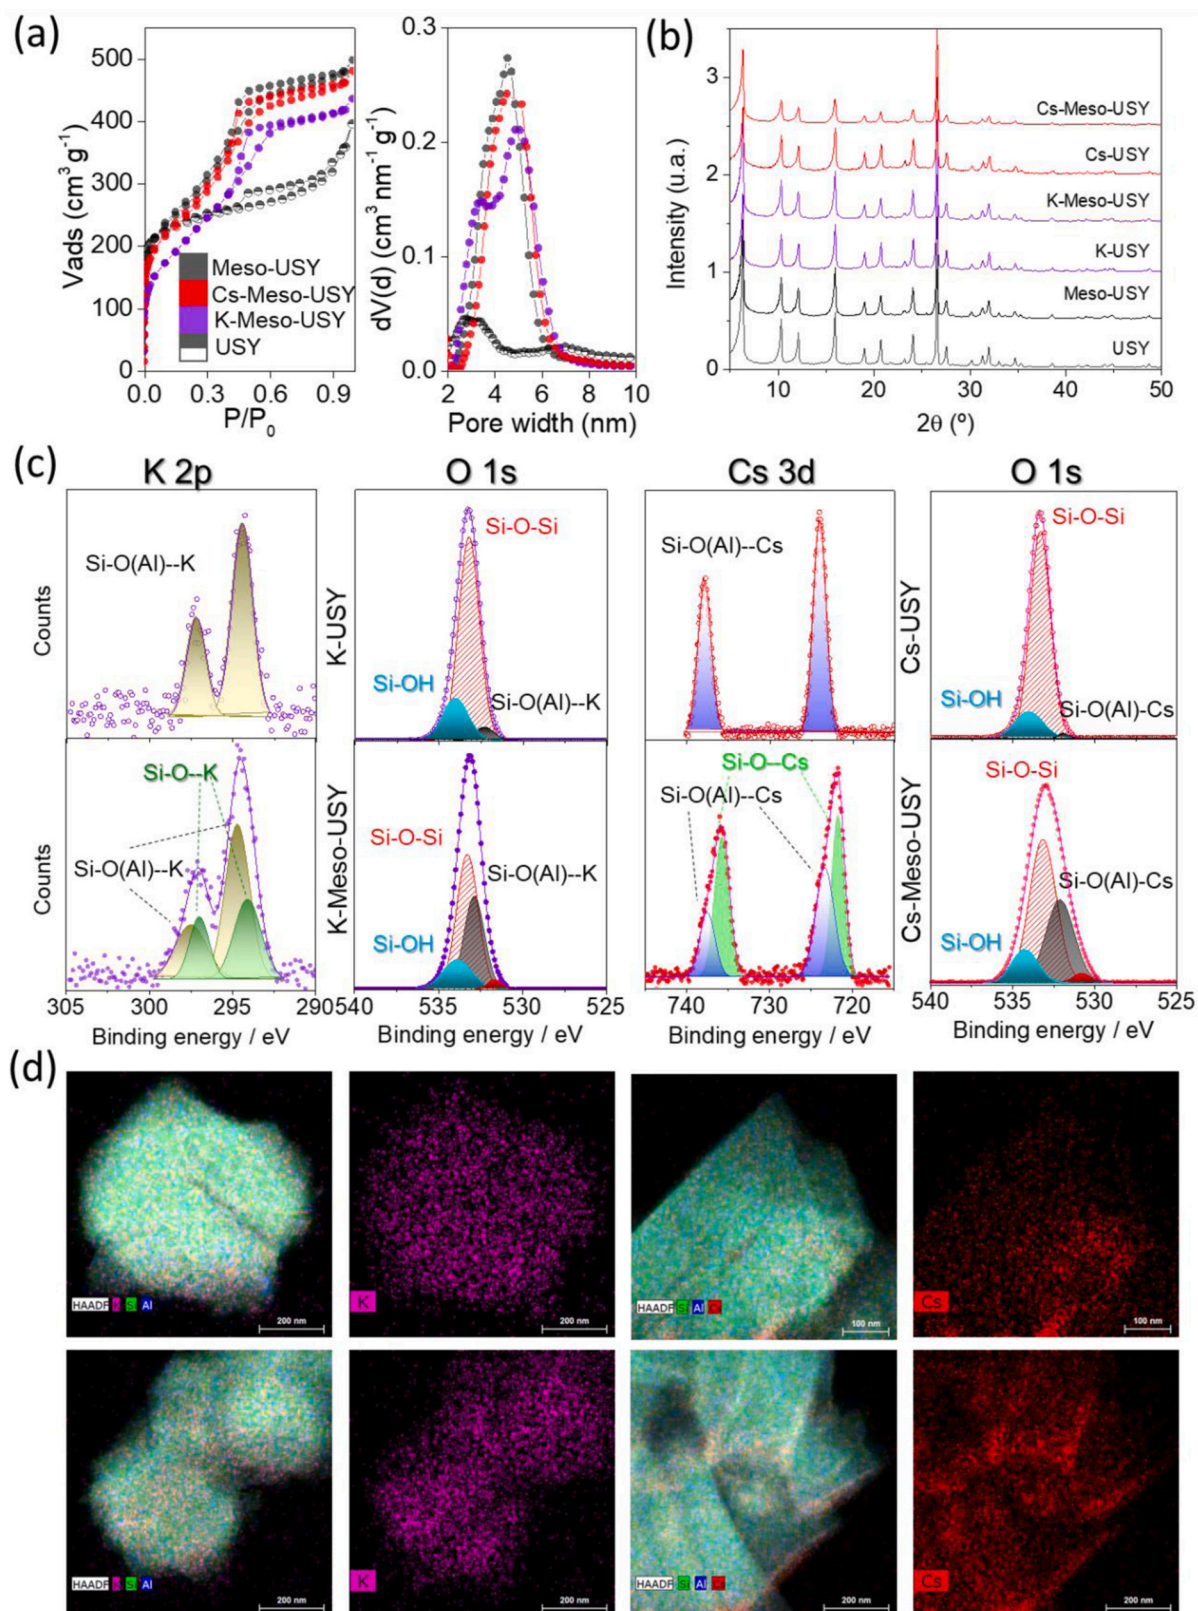 (a)
500
400
300
200
100
0
Vads (cm³ g⁻¹)
Meso-USY
Cs-Meso-USY
K-Meso-USY
USY
0.0 0.3 0.6 0.9
P/P₀
0.3
0.2
0.1
0
dV(d) (cm³ nm⁻¹ g⁻¹)
2 4 6 8 10
Pore width (nm)
(b)
3
2
1
0
Intensity (u.a.)
Cs-Meso-USY
Cs-USY
K-Meso-USY
K-USY
Meso-USY
USY
10 20 30 40 50
2θ (º)
(c)
K 2p
O 1s
Cs 3d
O 1s
Counts
Si-O(Al)--K
K-USY
Si-O-Si
Si-OH
Si-O(Al)--K
Si-O(Al)--Cs
Cs-USY
Si-O-Si
Si-OH
Si-O(Al)-Cs
Counts
Si-O--K
Si-O(Al)--K
K-Meso-USY
Si-O-Si
Si-O(Al)--K
Si-OH
Si-O--Cs
Si-O(Al)--Cs
Cs-Meso-USY
Si-O-Si
Si-O(Al)-Cs
Si-OH
305 300 295 290
Binding energy / eV
540 535 530 525
Binding energy / eV
740 730 720
Binding energy / eV
540 535 530 525
Binding energy / eV
(d)
HAADF K Si Al
200 nm
K
200 nm
HAADF Si Al Cs
100 nm
Cs
100 nm
HAADF K Si Al
200 nm
K
200 nm
HAADF Si Al Cs
200 nm
Cs
200 nm